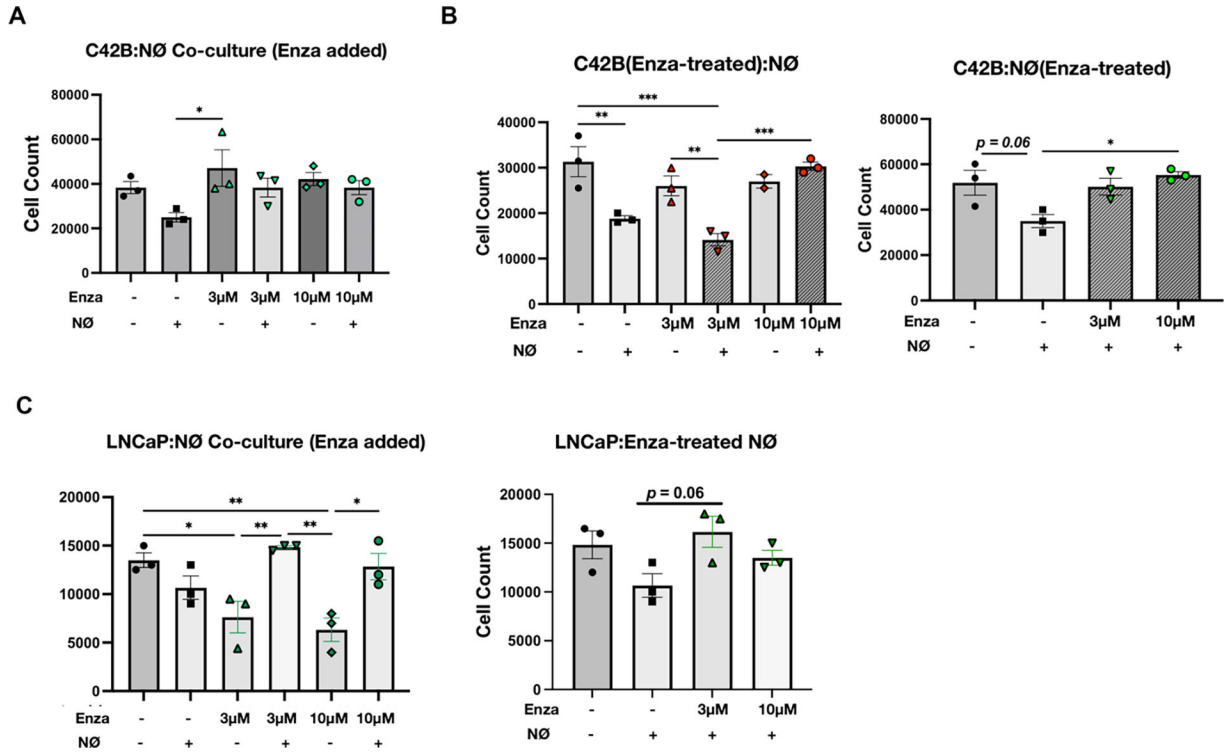 A
C42B:NØ Co-culture (Enza added)
80000
60000
40000
20000
0
Cell Count
*
Enza - - 3µM 3µM 10µM 10µM
NØ - + - + - +
B
C42B(Enza-treated):NØ
40000
30000
20000
10000
0
Cell Count
***
**
***
**
Enza - - 3µM 3µM 10µM 10µM
NØ - + - + - +
C42B:NØ(Enza-treated)
80000
60000
40000
20000
0
Cell Count
p = 0.06
*
Enza - - 3µM 10µM
NØ - + + +
C
LNCaP:NØ Co-culture (Enza added)
20000
15000
10000
5000
0
**
*
*
**
**
Enza - - 3µM 3µM 10µM 10µM
NØ - + - + - +
LNCaP:Enza-treated NØ
20000
15000
10000
5000
0
Cell Count
p = 0.06
Enza - - 3µM 10µM
NØ - + + +